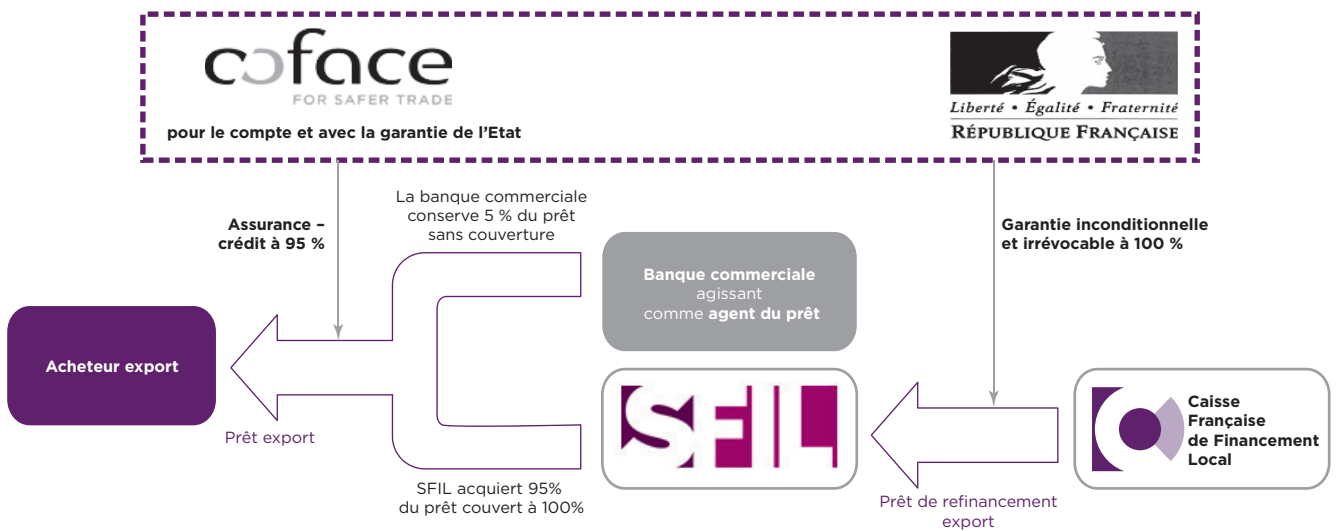 coface
FOR SAFER TRADE
pour le compte et avec la garantie de l’Etat
Liberté • Égalité • Fraternité
RÉPUBLIQUE FRANÇAISE
Assurance –
crédit à 95 %
La banque commerciale
conserve 5 % du prêt
sans couverture
Garantie inconditionnelle
et irrévocable à 100 %
Banque commerciale
agissant
comme agent du prêt
Acheteur export
Prêt export
SFIL
SFIL acquiert 95%
du prêt couvert à 100%
Caisse
Française
de Financement
Local
Prêt de refinancement
export